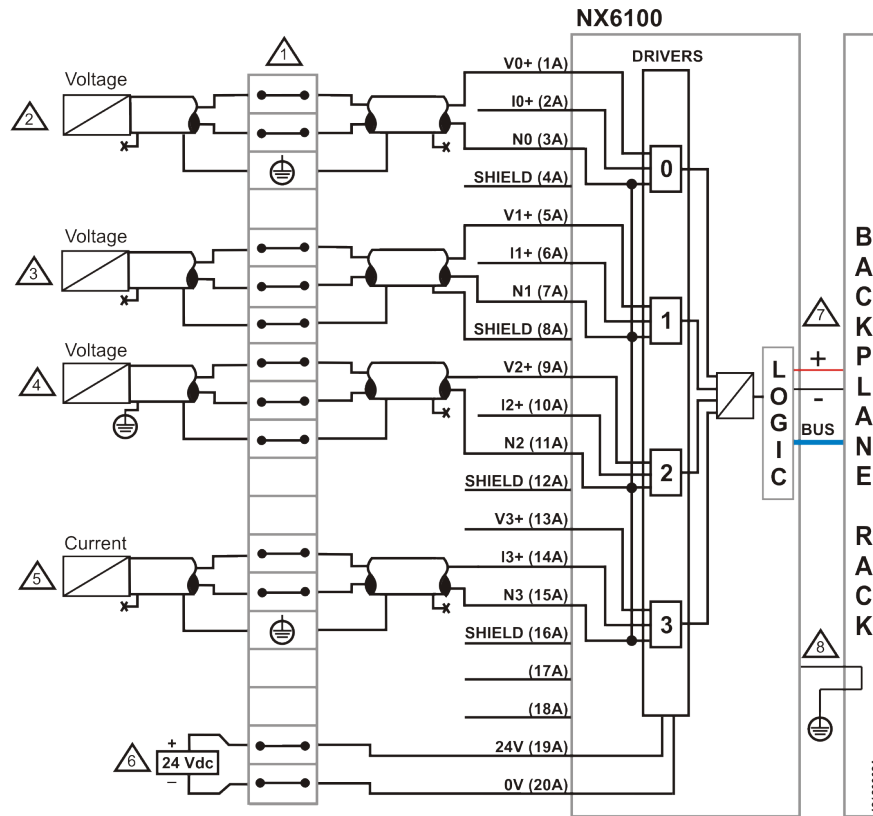 NX6100
DRIVERS
1
Voltage
2
V0+ (1A)
I0+ (2A)
N0 (3A)
SHIELD (4A)
0
Voltage
3
V1+ (5A)
I1+ (6A)
N1 (7A)
SHIELD (8A)
1
Voltage
4
V2+ (9A)
I2+ (10A)
N2 (11A)
SHIELD (12A)
2
Current
5
V3+ (13A)
I3+ (14A)
N3 (15A)
SHIELD (16A)
3
(17A)
(18A)
6
+
24 Vdc
–
24V (19A)
0V (20A)
LOGIC
7
+
-
BUS
8
BACKPLANE
RACK